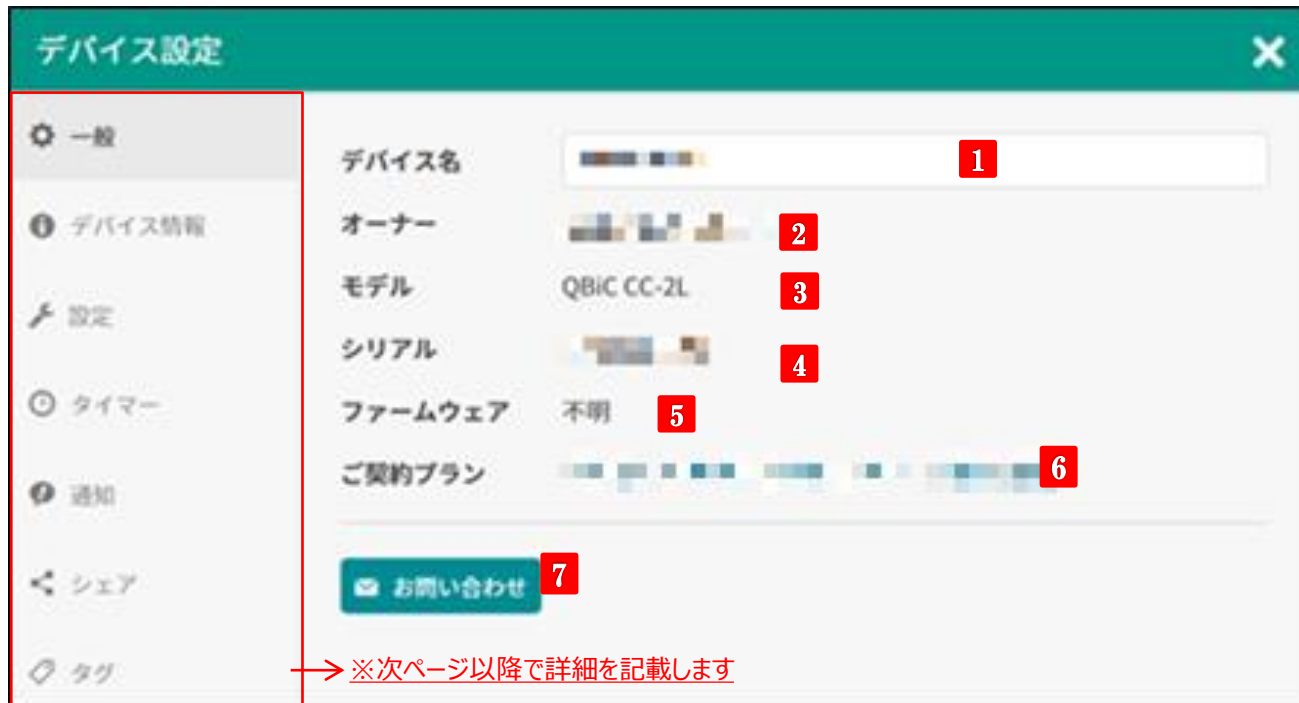 デバイス設定
一般
デバイス情報
設定
タイマー
通知
シェア
タグ
デバイス名 1
オーナー 2
モデル QBiC CC-2L 3
シリアル 4
ファームウェア 不明 5
ご契約プラン 6
お問い合わせ 7
※次ページ以降で詳細を記載します